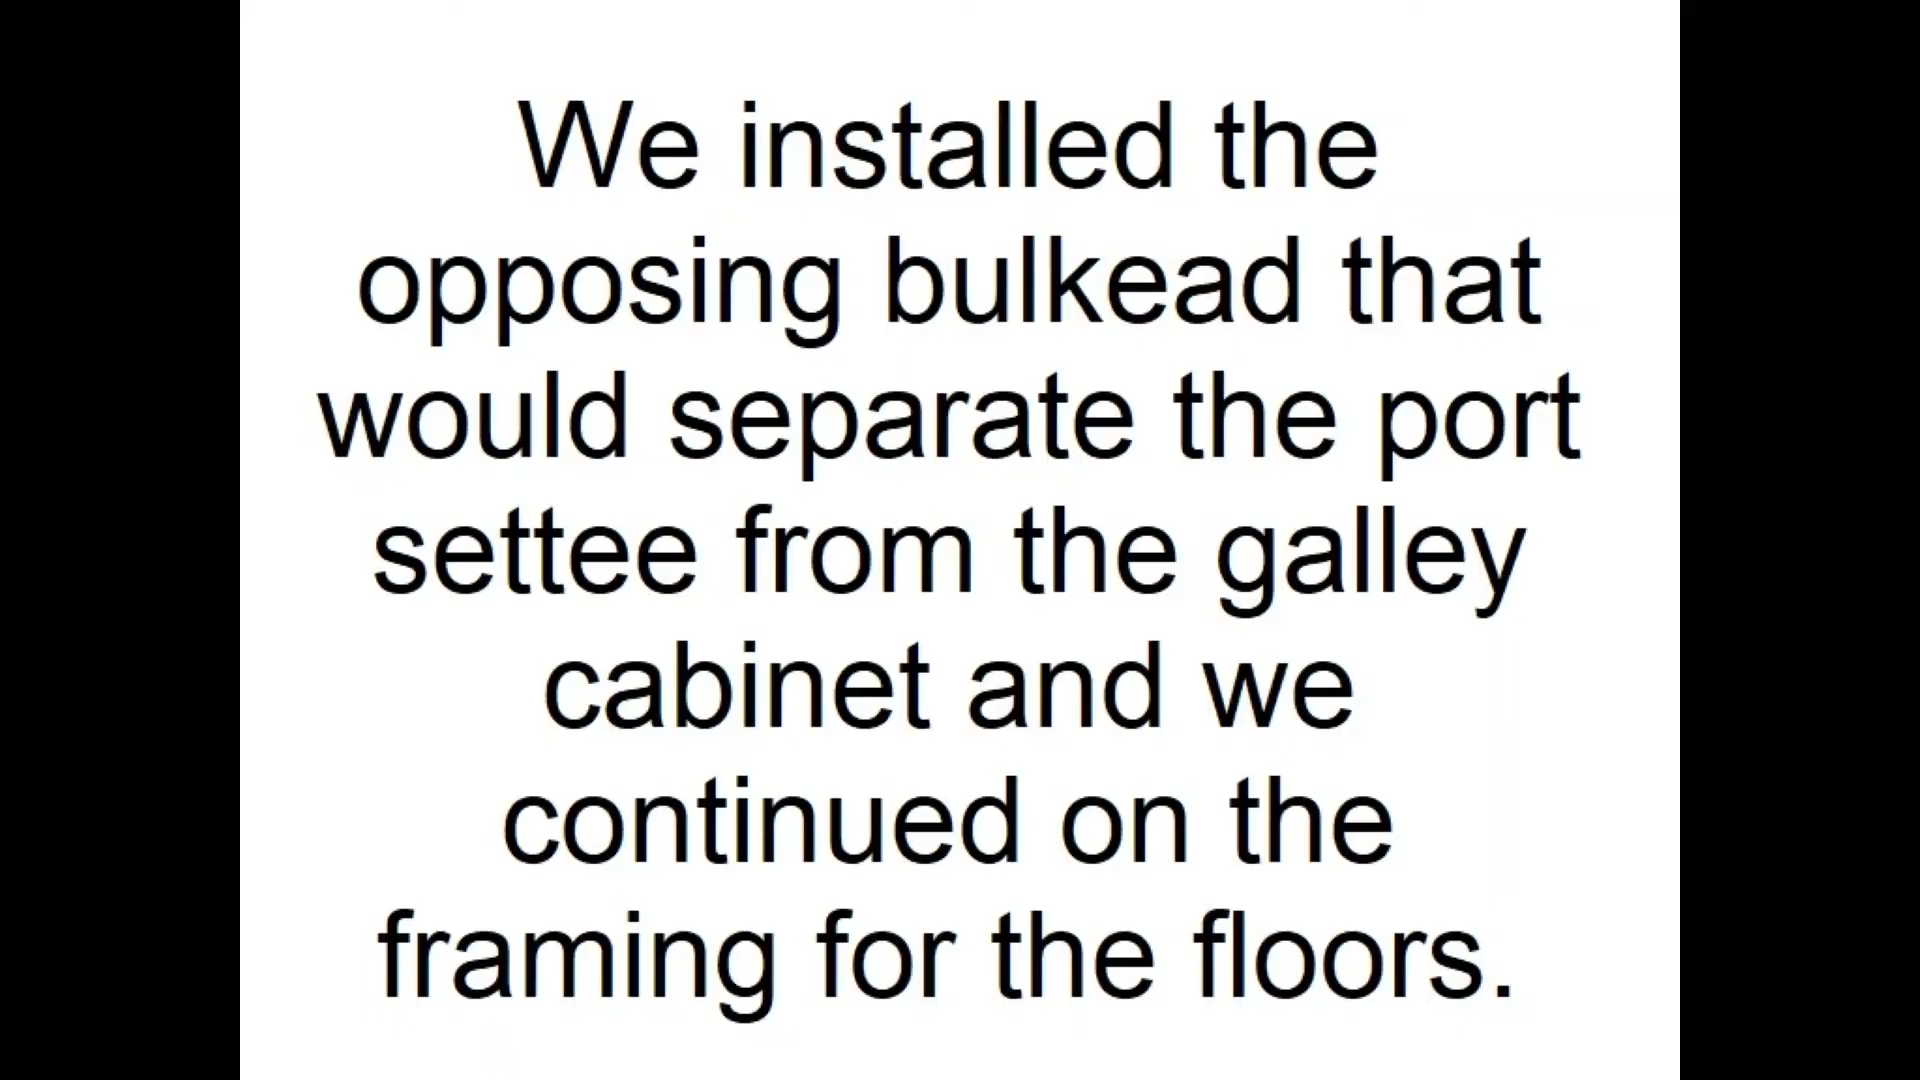 We installed the
opposing bulkead that
would separate the port
settee from the galley
cabinet and we
continued on the
framing for the floors.